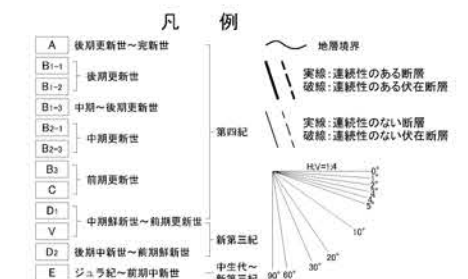 凡例
A 後期更新世～完新世
B1-1
B1-2
後期更新世
B1-3 中期～後期更新世
B2-1
B2-3
中期更新世
B3
C
前期更新世
D1
V
中期鮮新世～前期更新世
D2 後期中新世～前期鮮新世
E ジュラ紀～前期中新世
第四紀
新第三紀
中生代～
新第三紀
地層境界
実線:連続性のある断層
破線:連続性のある伏在断層
実線:連続性のない断層
破線:連続性のない伏在断層
H:V=1:4
0°
1°
2°
5°
10°
20°
30°
90° 60°